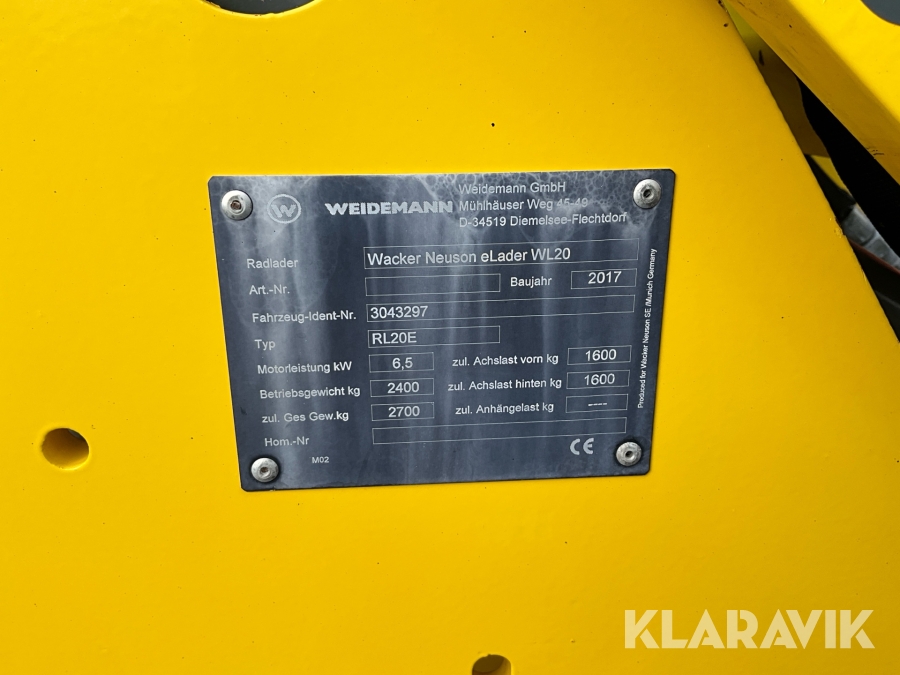 W WEIDEMANN
Weidemann GmbH
Mühlhäuser Weg 45-49
D-34519 Diemelsee-Flechtdorf
Radlader Wacker Neuson eLader WL20
Art.-Nr. Baujahr 2017
Fahrzeug-Ident-Nr. 3043297
Typ RL20E
Motorleistung kW 6,5 zul. Achslast vorn kg 1600
Betriebsgewicht kg 2400 zul. Achslast hinten kg 1600
zul. Ges Gew.kg 2700 zul. Anhängelast kg ----
Hom.-Nr
M02
CE
Produced for Wacker Neuson SE /Munich Germany
KLARAVIK